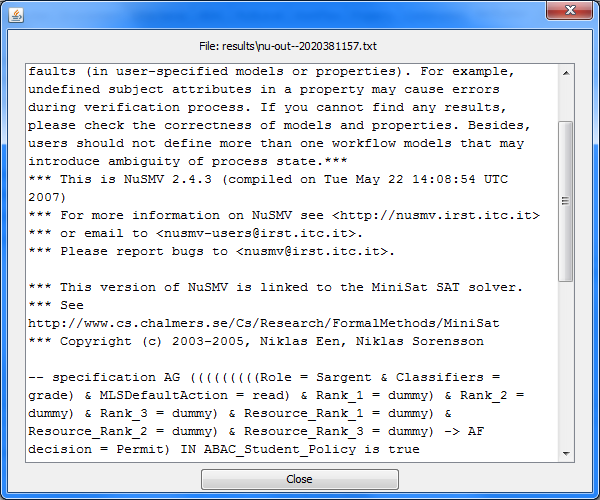 File: results\nu-out--2020381157.txt
faults (in user-specified models or properties). For example,
undefined subject attributes in a property may cause errors
during verification process. If you cannot find any results,
please check the correctness of models and properties. Besides,
users should not define more than one workflow models that may
introduce ambiguity of process state.***
*** This is NuSMV 2.4.3 (compiled on Tue May 22 14:08:54 UTC
2007)
*** For more information on NuSMV see <http://nusmv.irst.itc.it>
*** or email to <nusmv-users@irst.itc.it>.
*** Please report bugs to <nusmv@irst.itc.it>.
*** This version of NuSMV is linked to the MiniSat SAT solver.
*** See
http://www.cs.chalmers.se/Cs/Research/FormalMethods/MiniSat
*** Copyright (c) 2003-2005, Niklas Een, Niklas Sorensson
-- specification AG (((((((((Role = Sargent & Classifiers =
grade) & MLSDefaultAction = read) & Rank_1 = dummy) & Rank_2 =
dummy) & Rank_3 = dummy) & Resource_Rank_1 = dummy) &
Resource_Rank_2 = dummy) & Resource_Rank_3 = dummy) -> AF
decision = Permit) IN ABAC_Student_Policy is true
Close